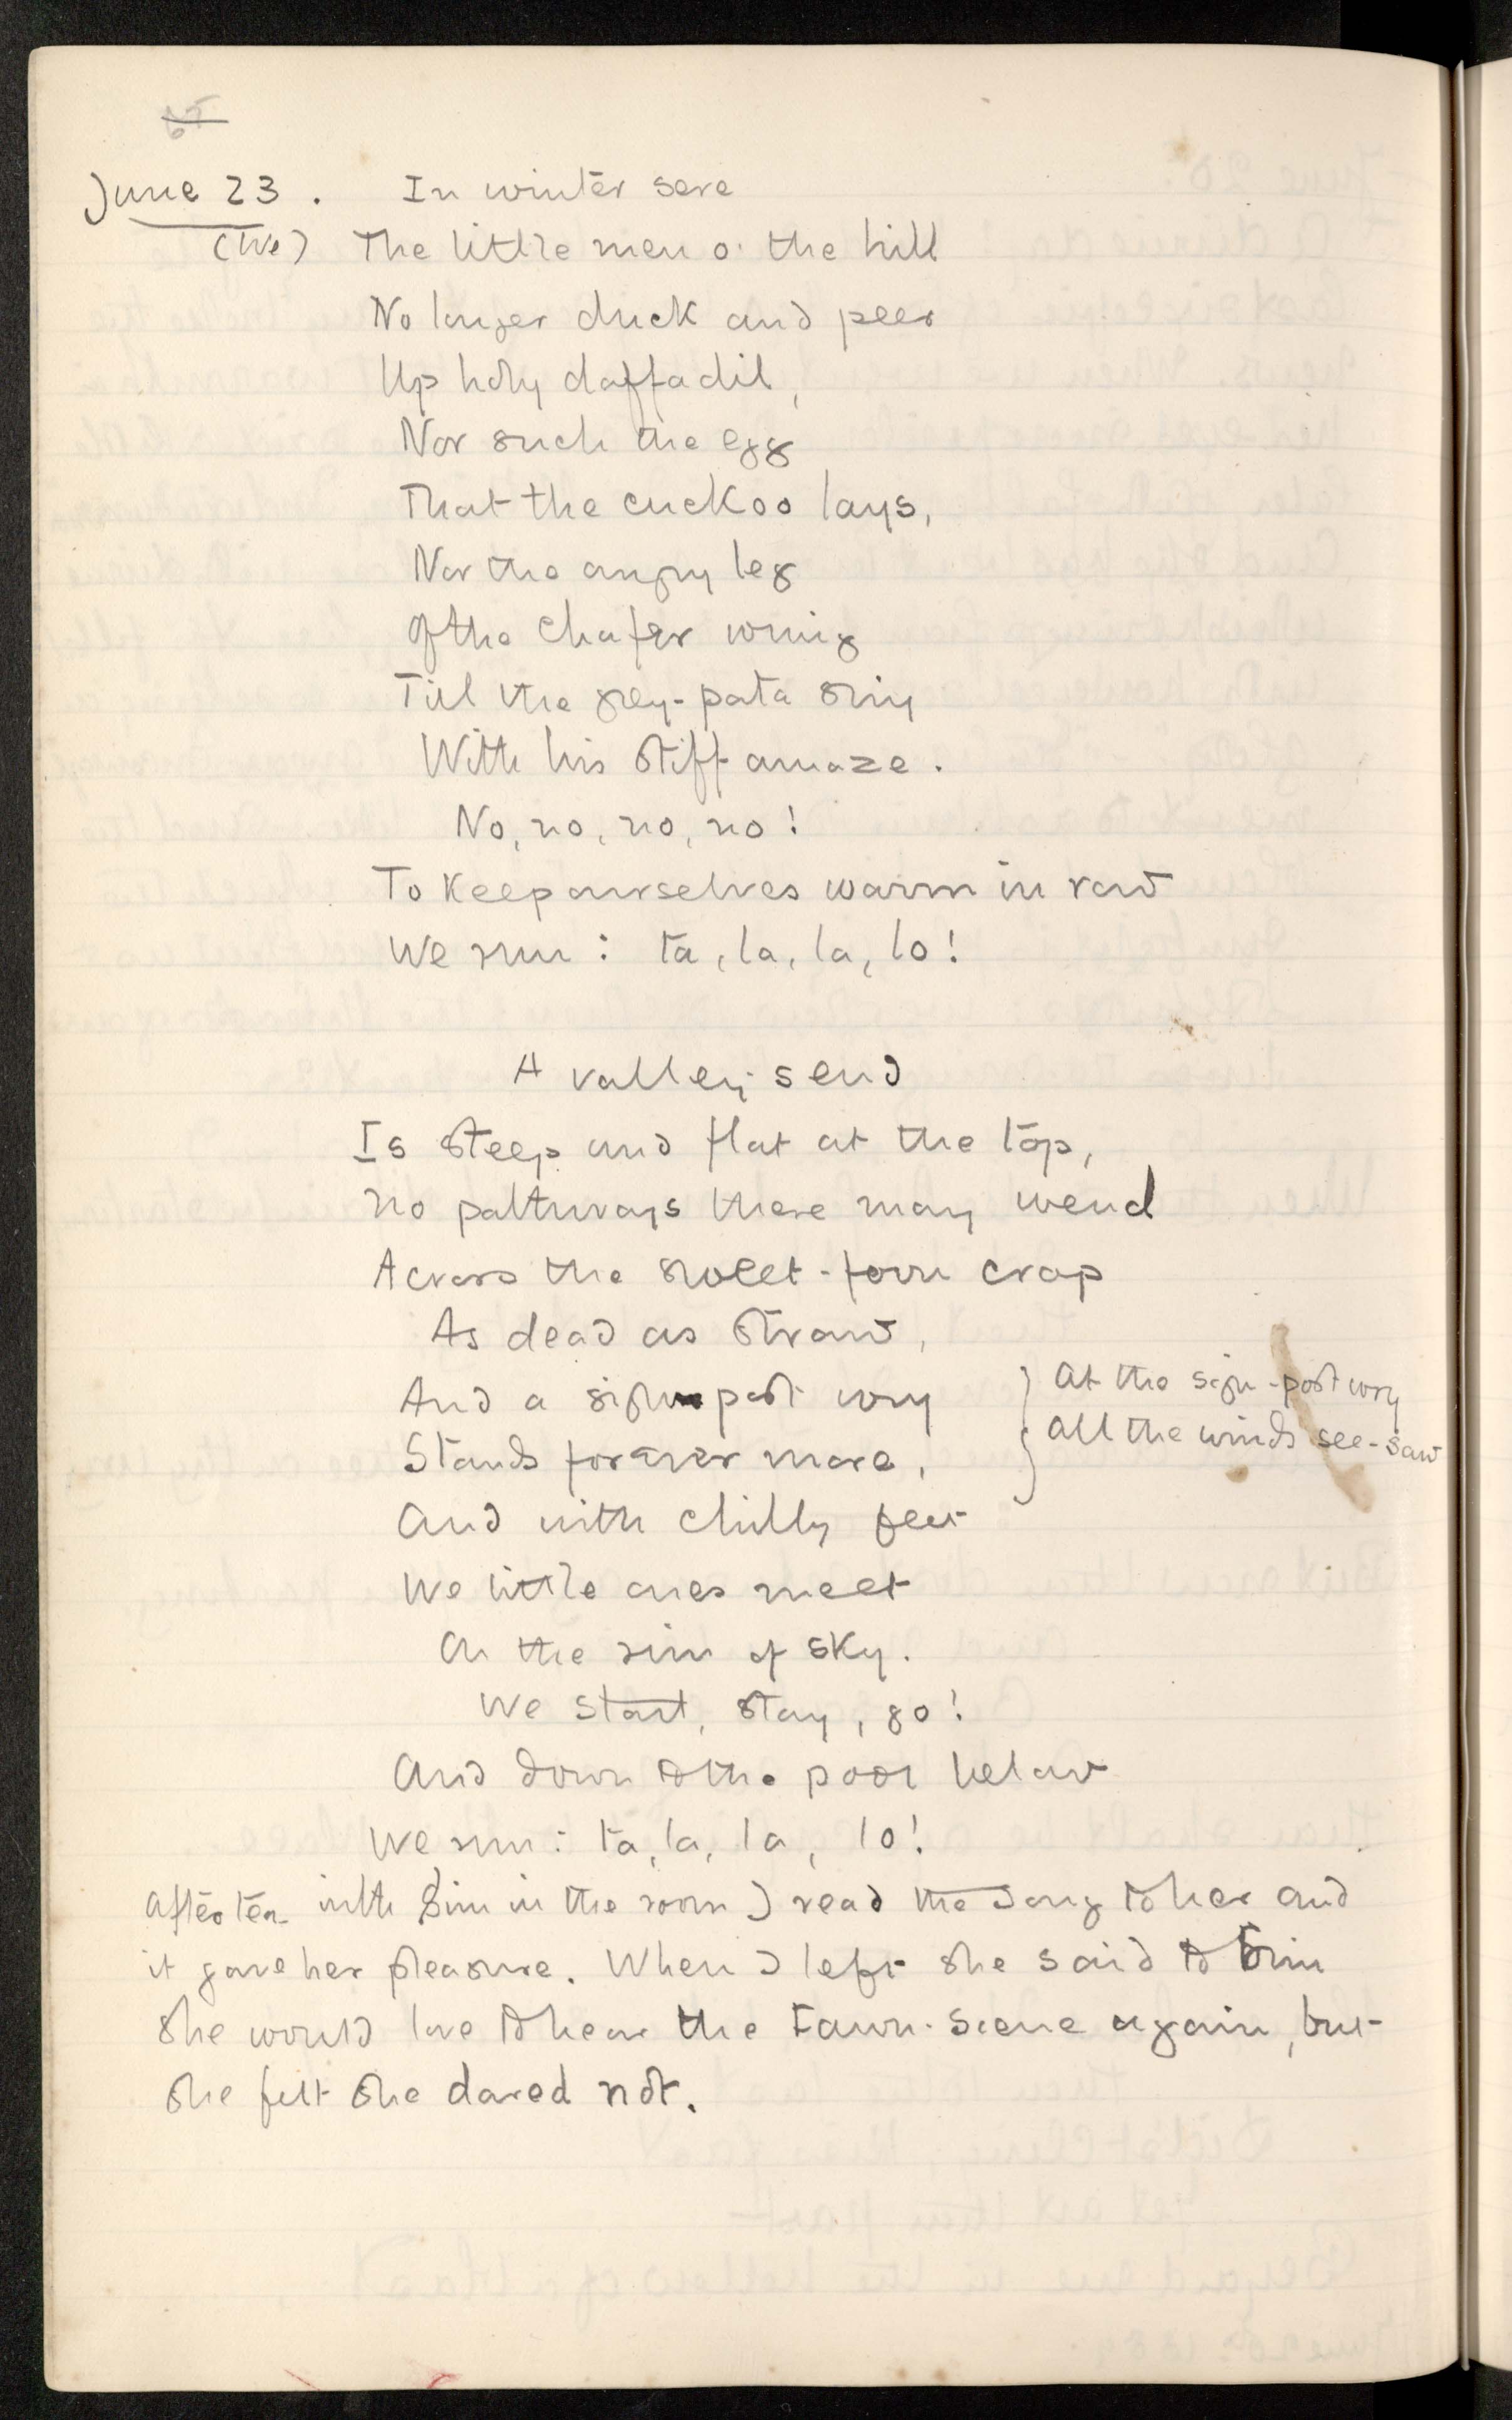 65
June 23. In winter sere
(We) The little men o' the hill
No longer duck and peer
Up holy daffadil,
Nor suck the egg
That the cuckoo lays,
Nor the angry leg
Of the chafer wring
Till the grey-pate sing
With his stiff amaze.
No, no, no, no!
To keep ourselves warm in row
We run: ta, la, la, lo!
A valley's end
Is steep and flat at the top,
No pathways there may wend
Across the sweet-fern crop
As dead as straw,
And a sign post wry
Stands forever more,
} At the sign-post wry
All the winds see-saw
And with chilly feet
We little ones meet
On the rim of sky.
We start, stay, go!
And down to the pool below
We run: ta, la, la, lo!
After tea with Sim in the room I read the song to her and
it gave her pleasure. When I left she said to Sim
she would love to hear the Fawn-Scene again, but
she felt she dared not.